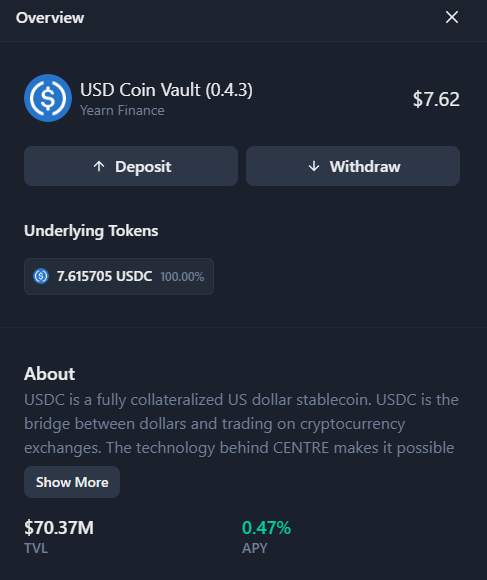 Overview
USD Coin Vault (0.4.3)
Yearn Finance
$7.62
Deposit
Withdraw
Underlying Tokens
7.615705 USDC 100.00%
About
USDC is a fully collateralized US dollar stablecoin. USDC is the
bridge between dollars and trading on cryptocurrency
exchanges. The technology behind CENTRE makes it possible
Show More
$70.37M
TVL
0.47%
APY